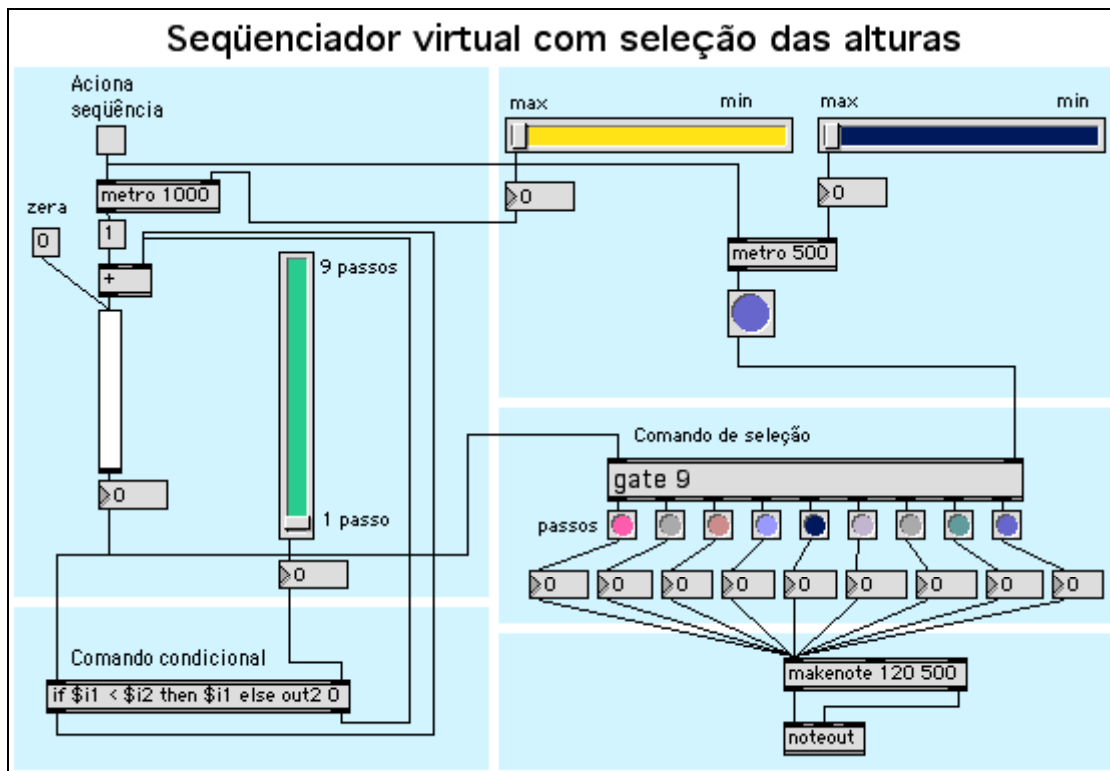 Seqüenciador virtual com seleção das alturas
Aciona
seqüência
metro 1000
zera
0
1
+
0
9 passos
1 passo
0
Comando condicional
if $i1 < $i2 then $i1 else out2 0
max
min
0
max
min
0
metro 500
Comando de seleção
gate 9
passos
0 0 0 0 0 0 0 0 0
makenote 120 500
noteout